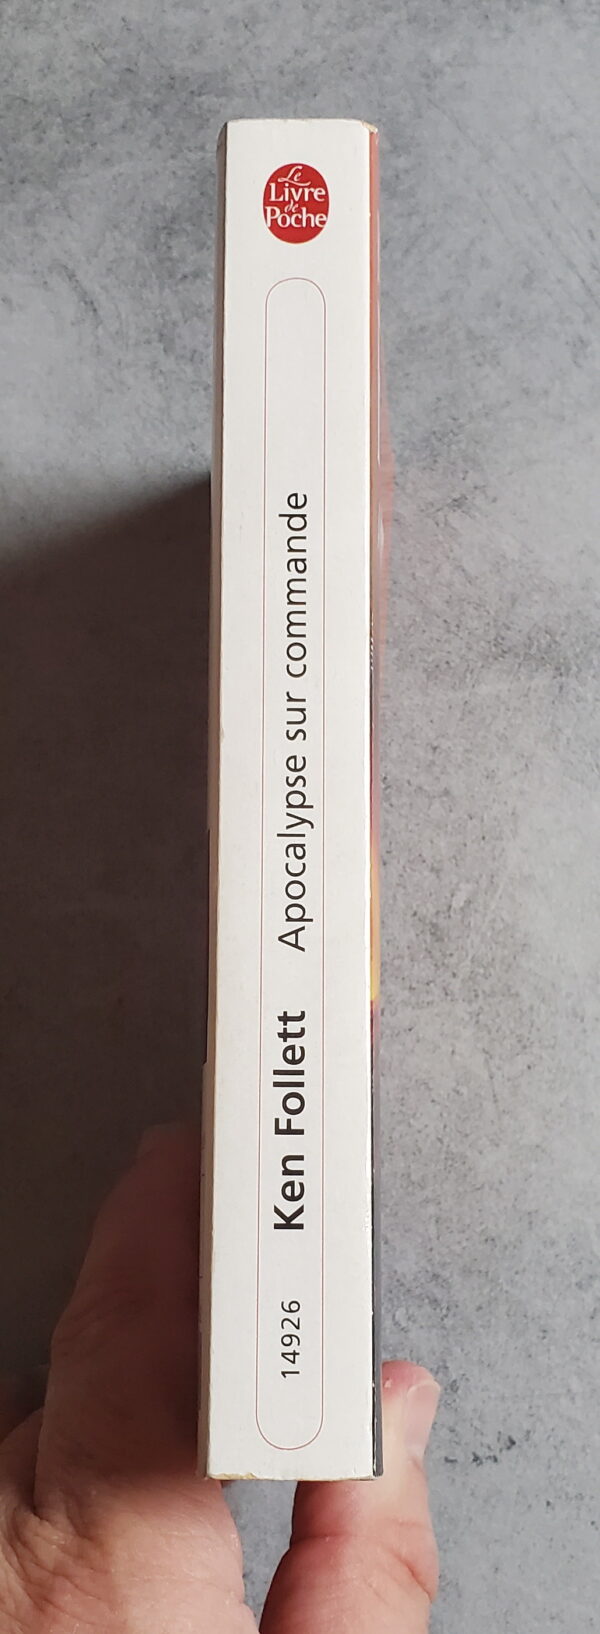 Le
Livre
de
Poche
14926 Ken Follett Apocalypse sur commande